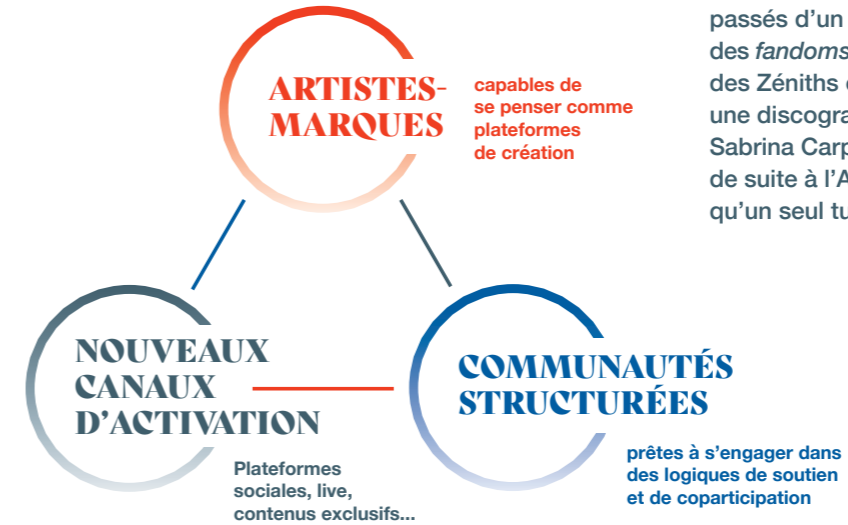 ARTISTES-
MARQUES
capables de
se penser comme
plateformes
de création
NOUVEAUX
CANAUX
D'ACTIVATION
Plateformes
sociales, live,
contenus exclusifs...
COMMUNAUTÉS
STRUCTURÉES
prêtes à s'engager dans
des logiques de soutien
et de coparticipation
passés d'un
des fandoms
des Zéniths
une discogra
Sabrina Carp
de suite à l'A
qu'un seul tu